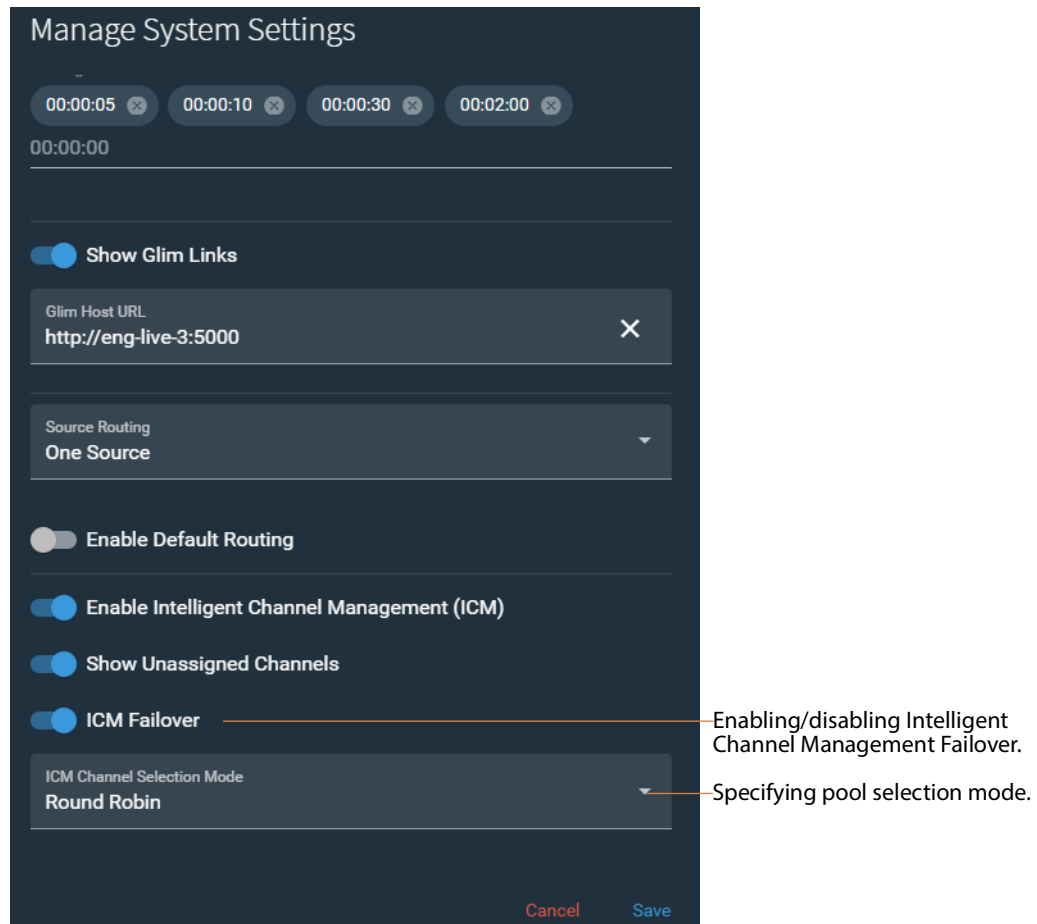 Manage System Settings
00:00:05 00:00:10 00:00:30 00:02:00
00:00:00
Show Glim Links
Glim Host URL
http://eng-live-3:5000
Source Routing
One Source
Enable Default Routing
Enable Intelligent Channel Management (ICM)
Show Unassigned Channels
ICM Failover
Enabling/disabling Intelligent
Channel Management Failover.
ICM Channel Selection Mode
Round Robin
Specifying pool selection mode.
Cancel Save